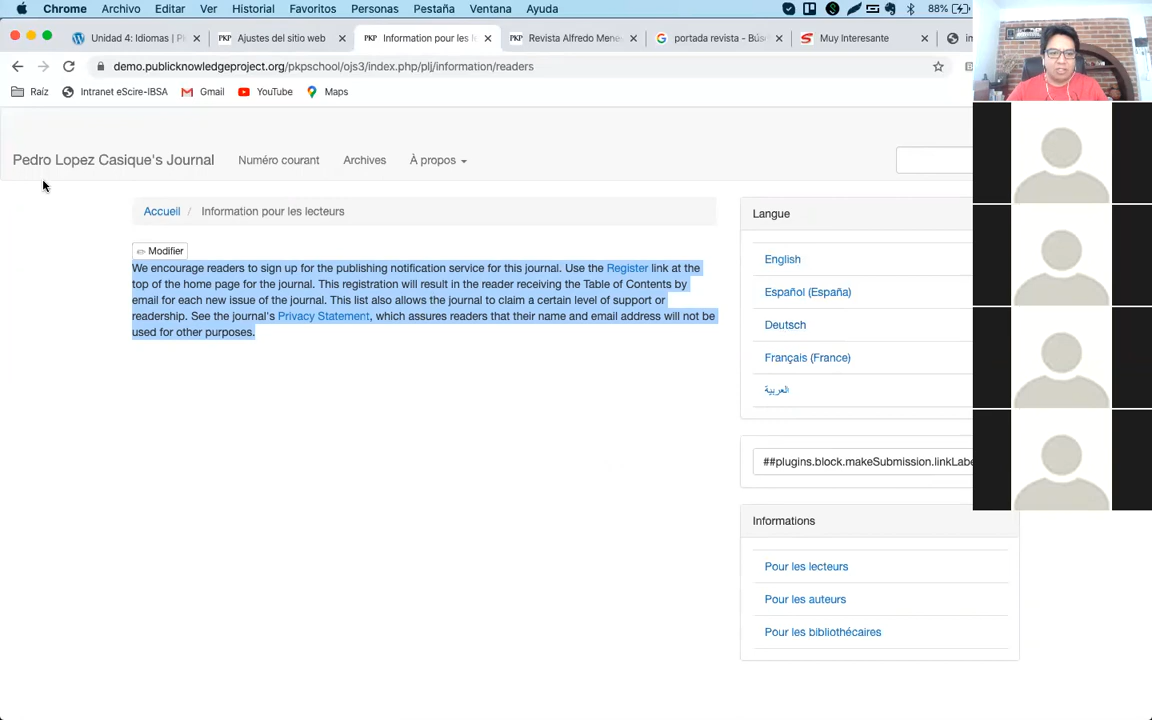 Chrome Archivo Editar Ver Historial Favoritos Personas Pestaña Ventana Ayuda 88%
Unidad 4: Idiomas | P
PKP Ajustes del sitio web
PKP Information pour les l
PKP Revista Alfredo Mene
portada revista - Bús
Muy Interesante
im
demo.publicknowledgeproject.org/pkpschool/ojs3/index.php/plj/information/readers
Raíz Intranet eScire-IBSA Gmail YouTube Maps
Pedro Lopez Casique's Journal Numéro courant Archives À propos
Accueil / Information pour les lecteurs
Modifier
We encourage readers to sign up for the publishing notification service for this journal. Use the Register link at the
top of the home page for the journal. This registration will result in the reader receiving the Table of Contents by
email for each new issue of the journal. This list also allows the journal to claim a certain level of support or
readership. See the journal's Privacy Statement, which assures readers that their name and email address will not be
used for other purposes.
Langue
English
Español (España)
Deutsch
Français (France)
العربية
##plugins.block.makeSubmission.linkLabe
Informations
Pour les lecteurs
Pour les auteurs
Pour les bibliothécaires